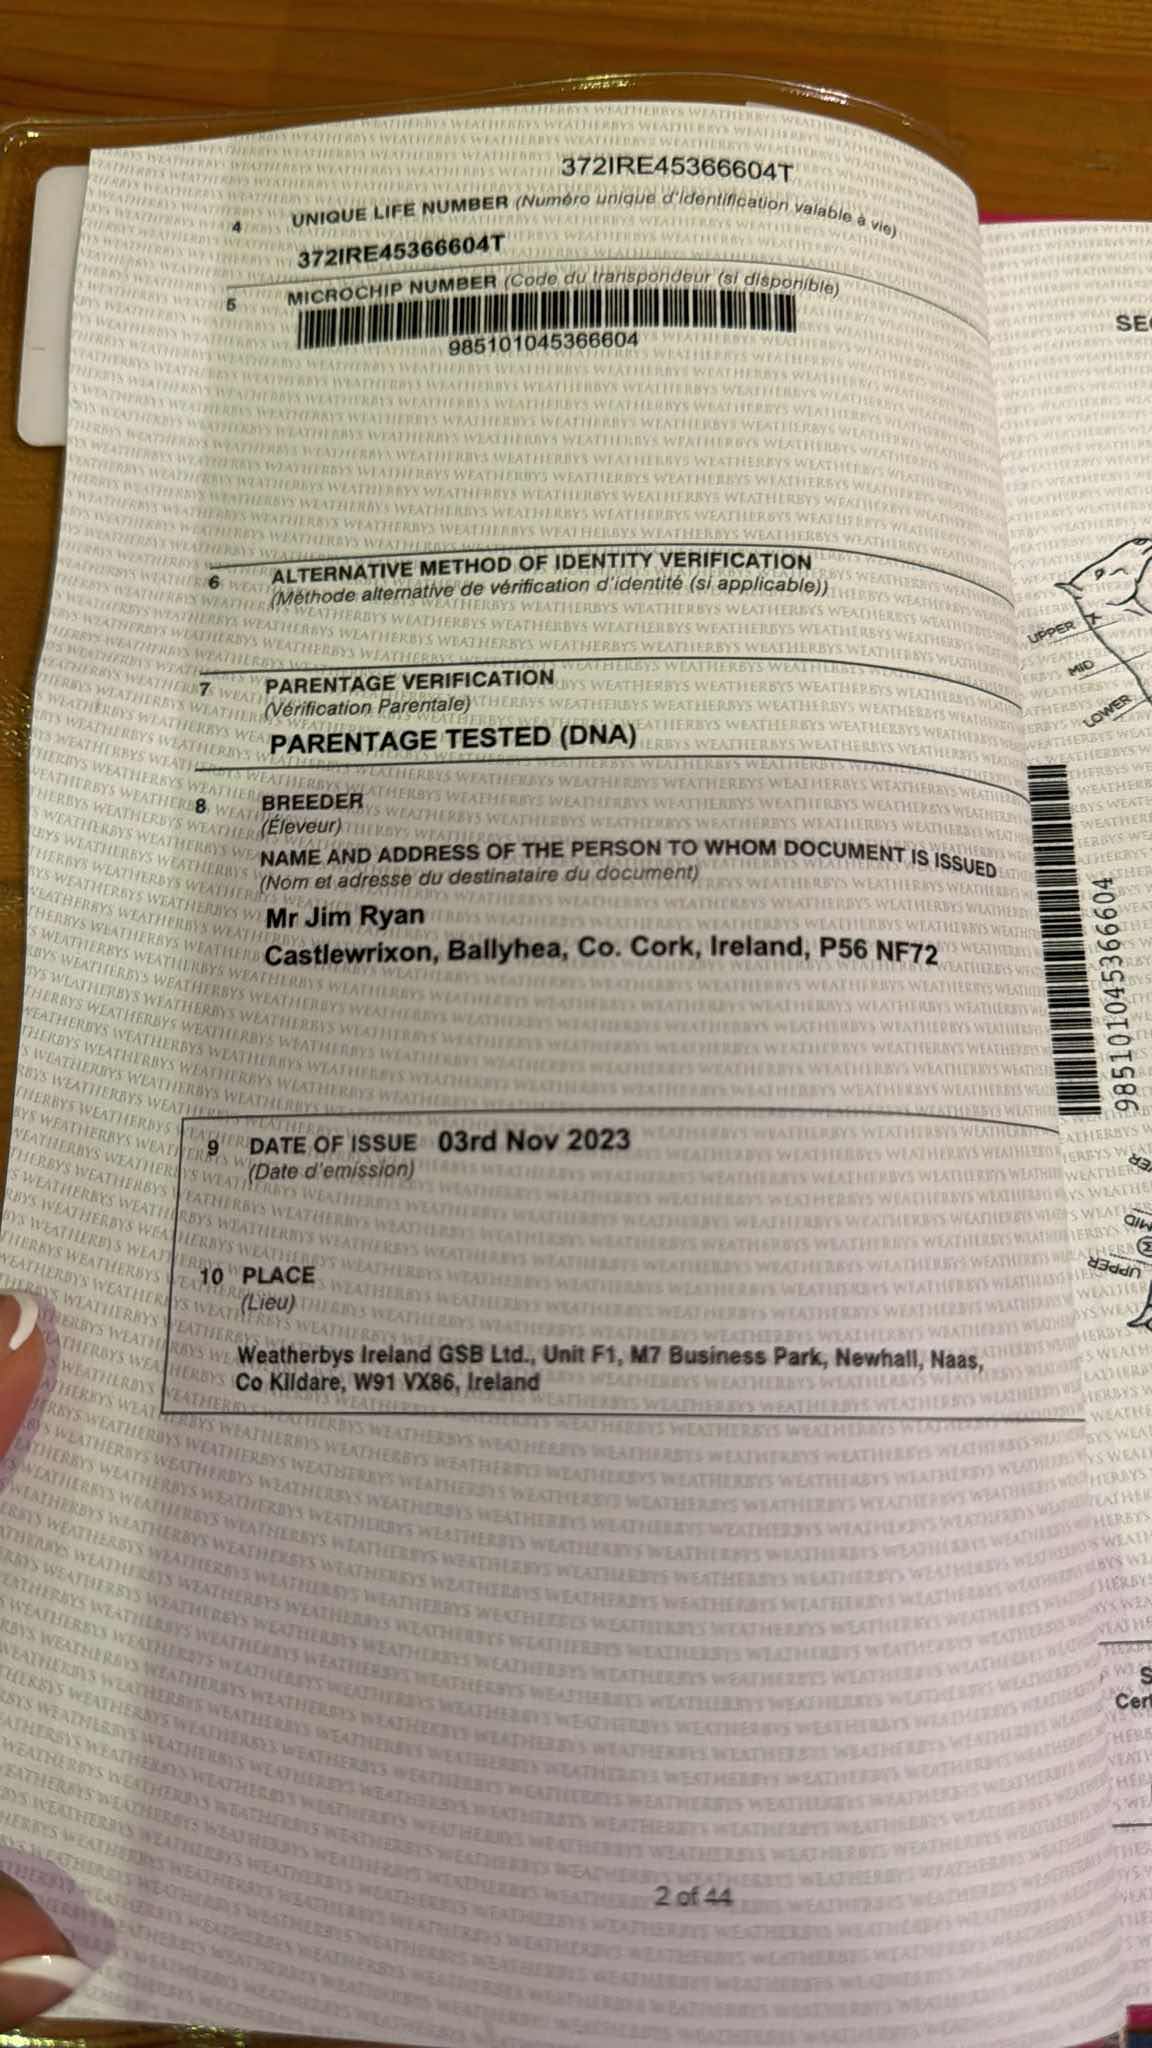 372IRE45366604T
4 UNIQUE LIFE NUMBER (Numéro unique d'identification valable à vie)
372IRE45366604T
5 MICROCHIP NUMBER (Code du transpondeur (si disponible)
985101045366604
6 ALTERNATIVE METHOD OF IDENTITY VERIFICATION
(Méthode alternative de vérification d'identité (si applicable))
7 PARENTAGE VERIFICATION
(Vérification Parentale)
PARENTAGE TESTED (DNA)
8 BREEDER
(Éleveur)
NAME AND ADDRESS OF THE PERSON TO WHOM DOCUMENT IS ISSUED
(Nom et adresse du destinataire du document)
Mr Jim Ryan
Castlewrixon, Ballyhea, Co. Cork, Ireland, P56 NF72
9 DATE OF ISSUE 03rd Nov 2023
(Date d'emission)
10 PLACE
(Lieu)
Weatherbys Ireland GSB Ltd., Unit F1, M7 Business Park, Newhall, Naas,
Co Kildare, W91 VX86, Ireland
2 of 44
UPPER
MID
LOWER
985101045366604
MID
UPPER